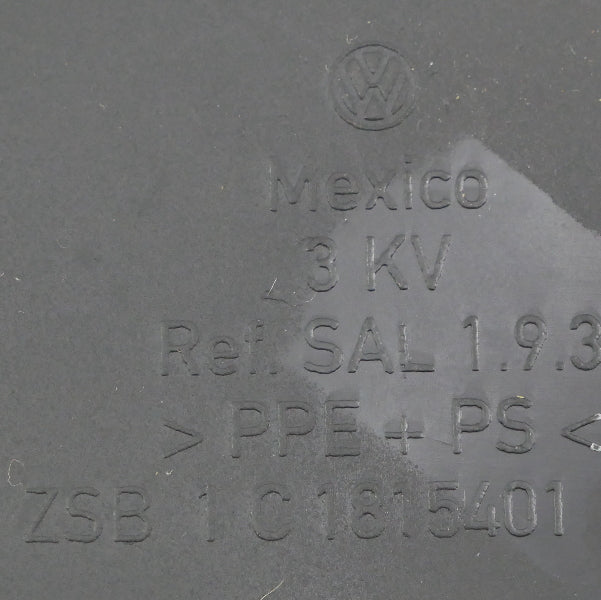 Mexico
3 KV
Ref. SAL 1.9.3
> PPE + PS <
ZSB 1 C 1815401